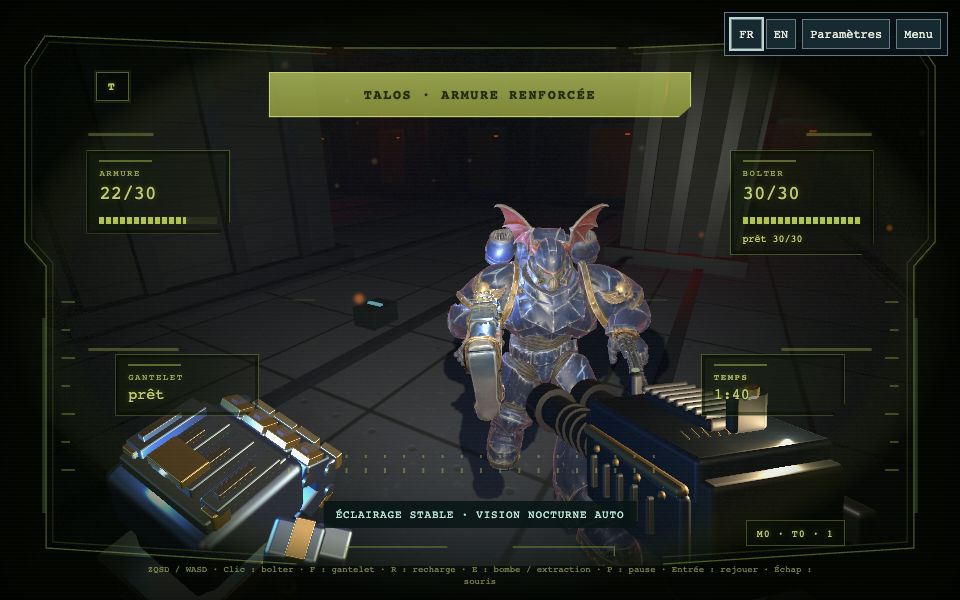 FR EN Paramètres Menu
T
TALOS · ARMURE RENFORCÉE
ARMURE
22/30
BOLTER
30/30
prêt 30/30
GANTELET
prêt
TEMPS
1:40
ÉCLAIRAGE STABLE · VISION NOCTURNE AUTO
M0 · T0 · 1
ZQSD / WASD · Clic : bolter · F : gantelet · R : recharge · E : bombe / extraction · P : pause · Entrée : rejouer · Échap :
souris